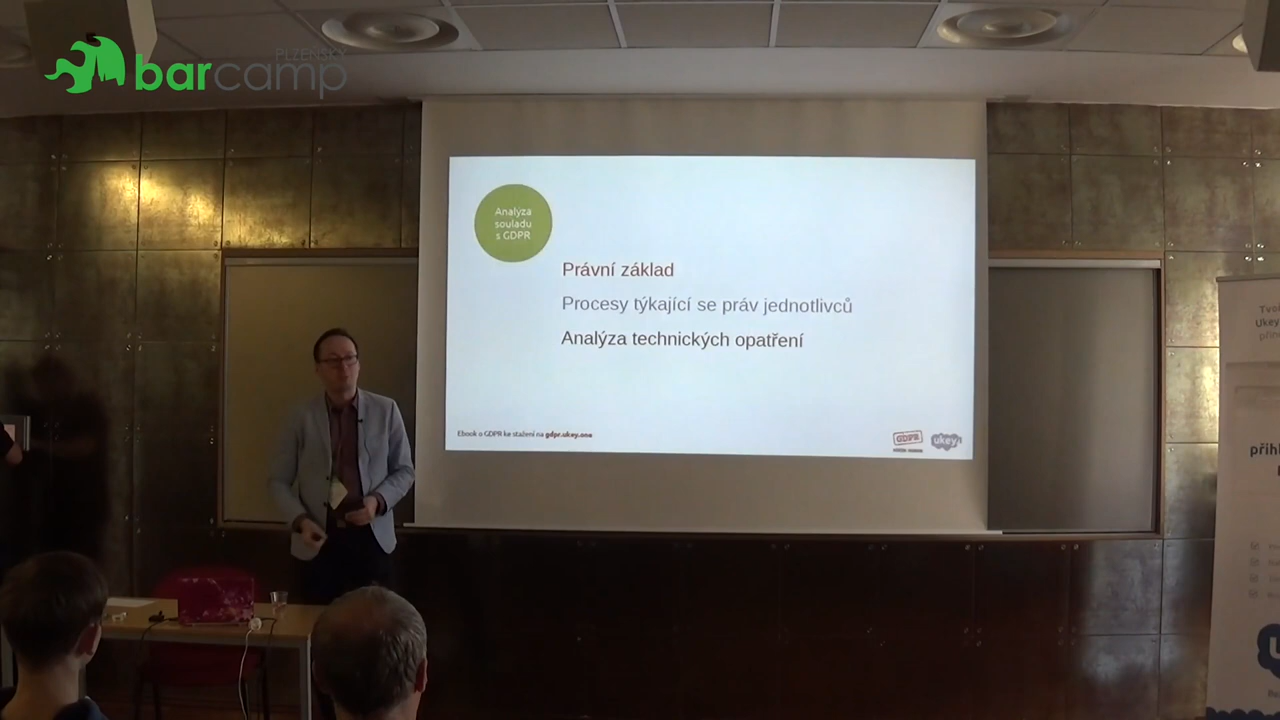 PLZEŇSKÝ
barcamp
Analýza
souladu
s GDPR
Právní základ
Procesy týkající se práv jednotlivců
Analýza technických opatření
Ebook o GDPR ke stažení na gdpr.ukey.one
GDPR
ukey
Ukey